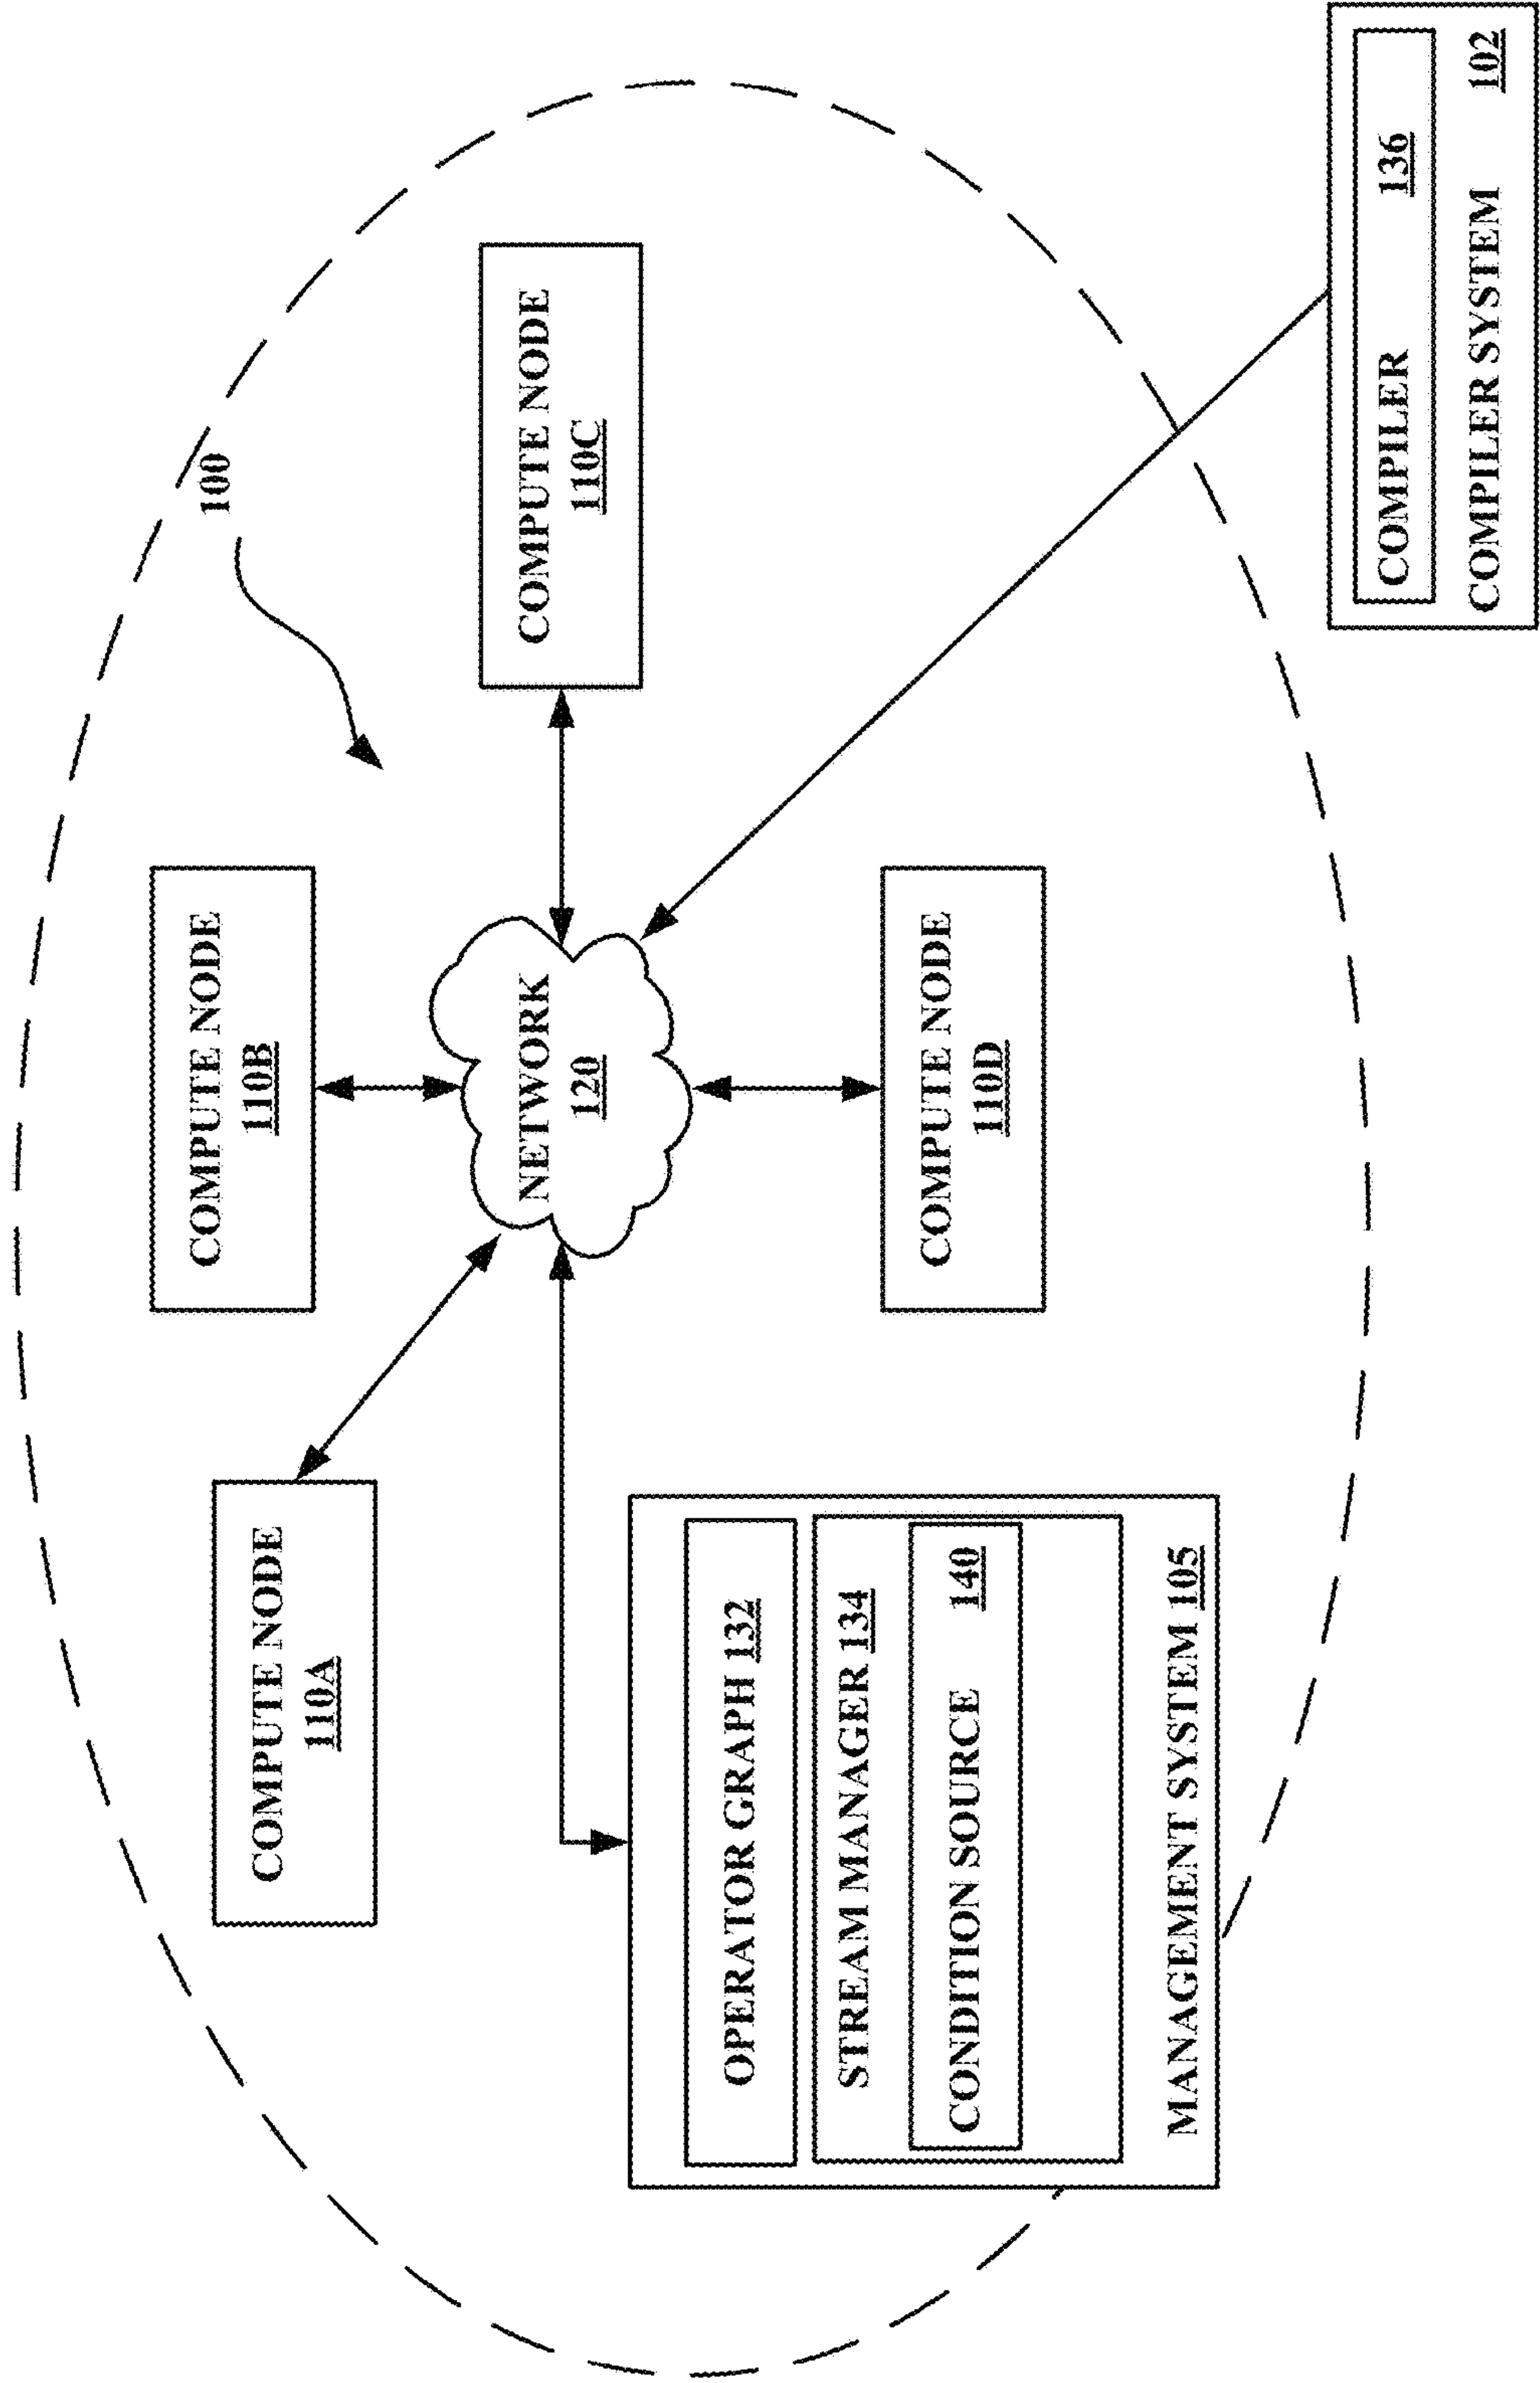 100
COMPUTE NODE
110A
COMPUTE NODE
110B
COMPUTE NODE
110C
NETWORK
120
COMPUTE NODE
110D
OPERATOR GRAPH 132
STREAM MANAGER 134
CONDITION SOURCE 140
MANAGEMENT SYSTEM 105
COMPILER 136
COMPILER SYSTEM 102